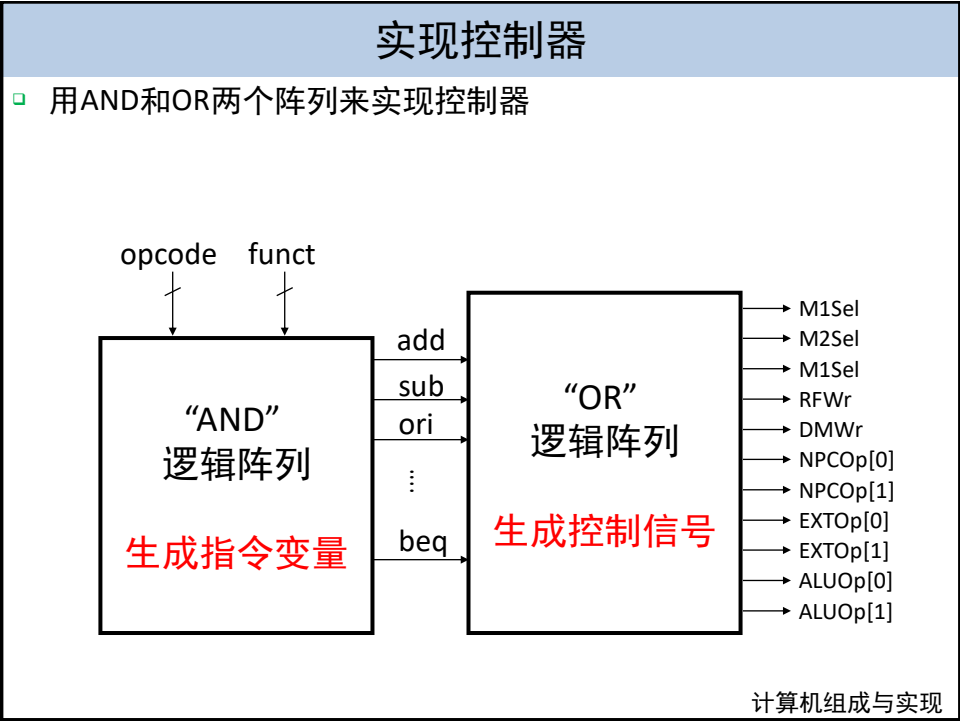 实现控制器
用AND和OR两个阵列来实现控制器
opcode funct
add
sub
ori
⋮
beq
“AND”
逻辑阵列
生成指令变量
“OR”
逻辑阵列
生成控制信号
M1Sel
M2Sel
M1Sel
RFWr
DMWr
NPCOp[0]
NPCOp[1]
EXTOp[0]
EXTOp[1]
ALUOp[0]
ALUOp[1]
计算机组成与实现